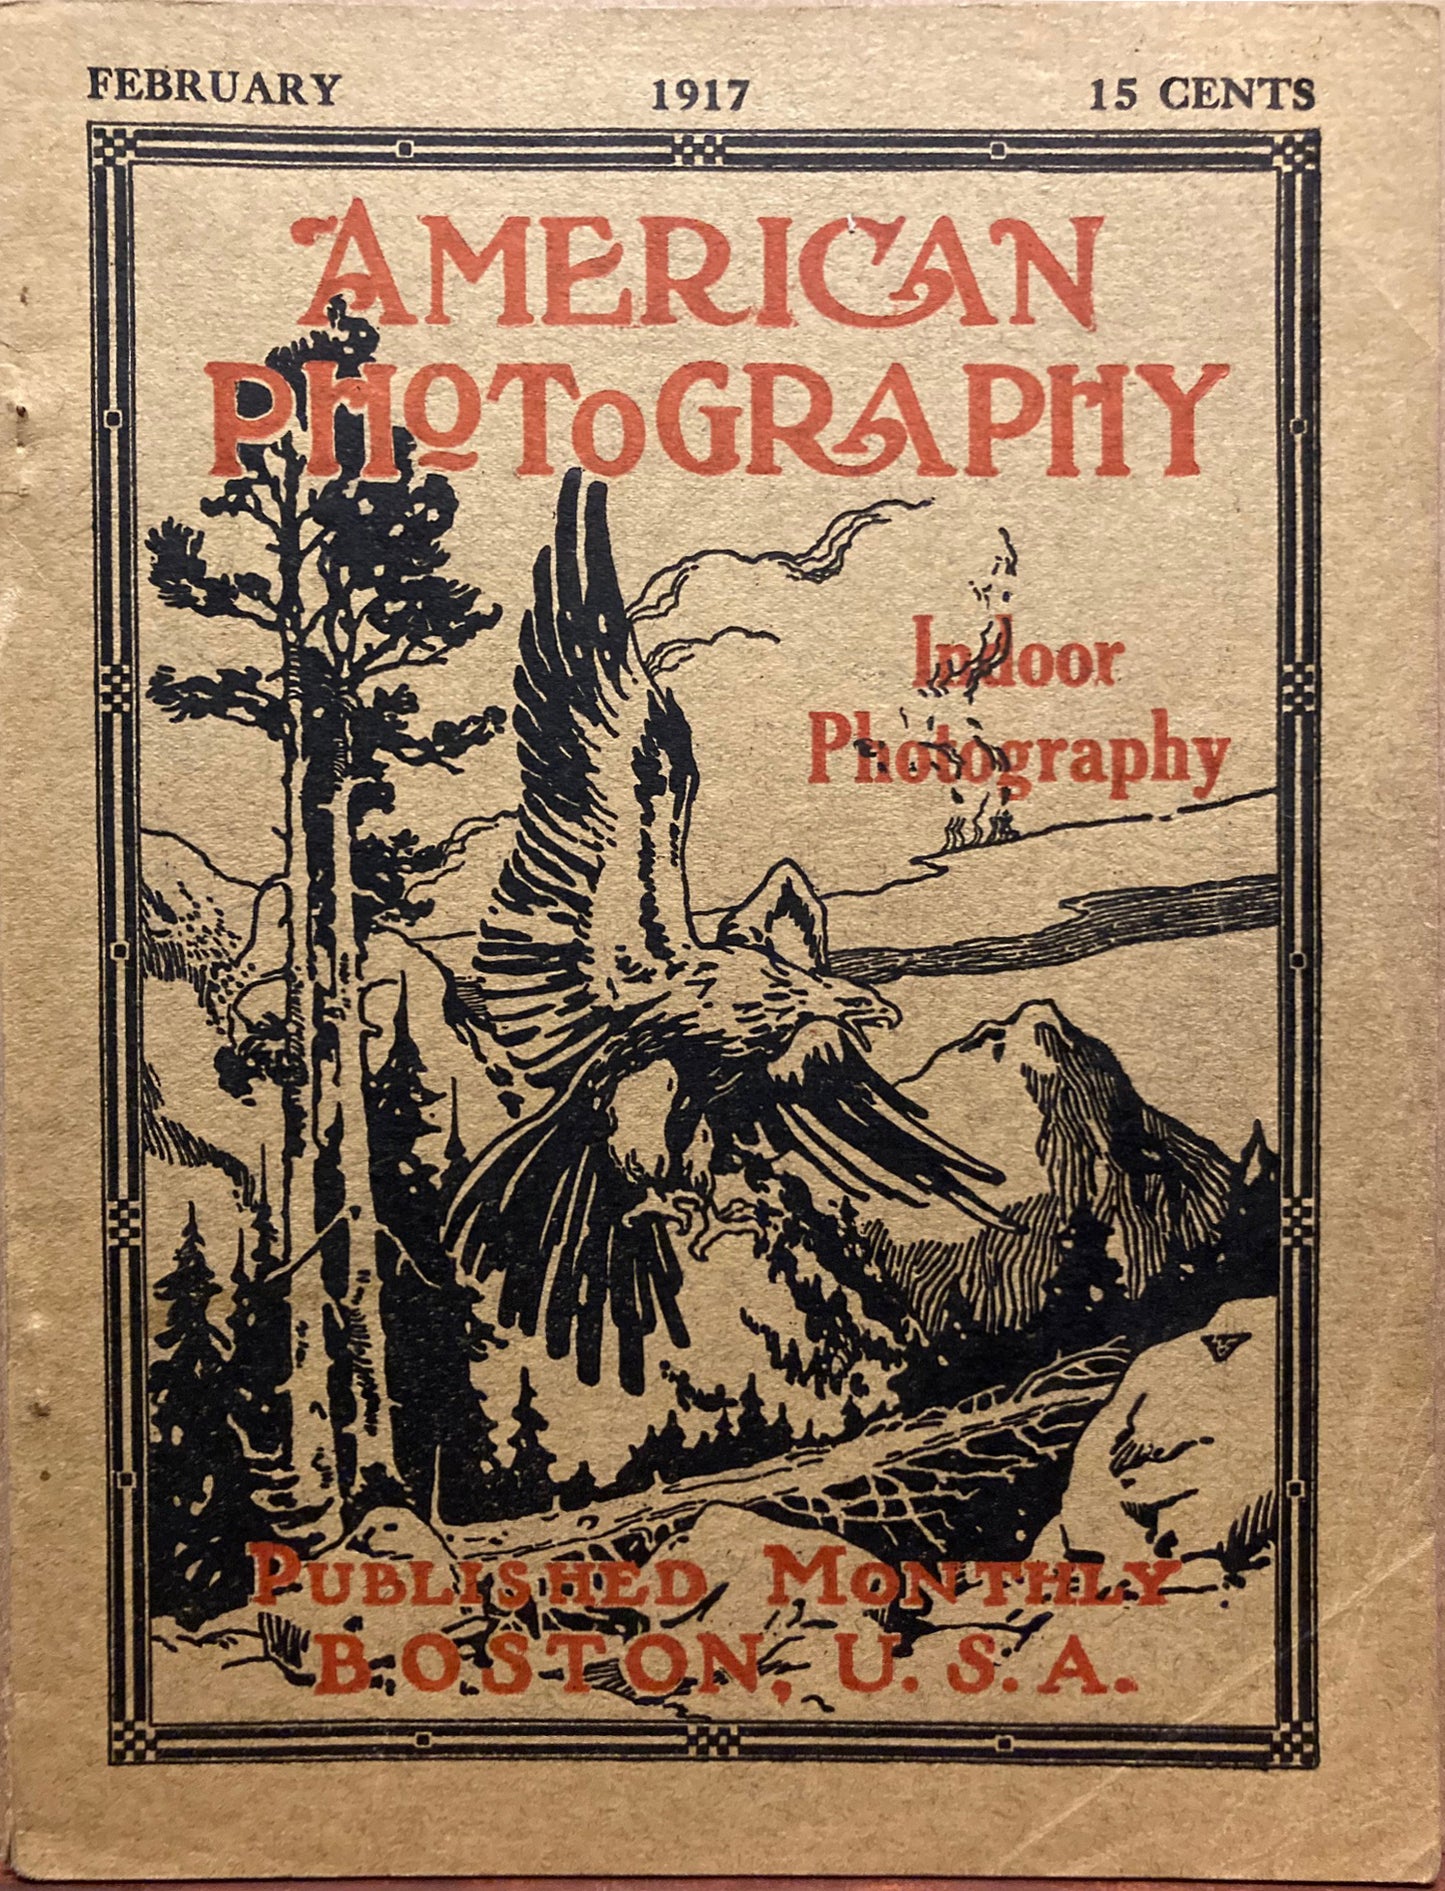 FEBRUARY 1917 15 CENTS
AMERICAN
PHOTOGRAPHY
Indoor
Photography
PUBLISHED MONTHLY
BOSTON, U. S. A.